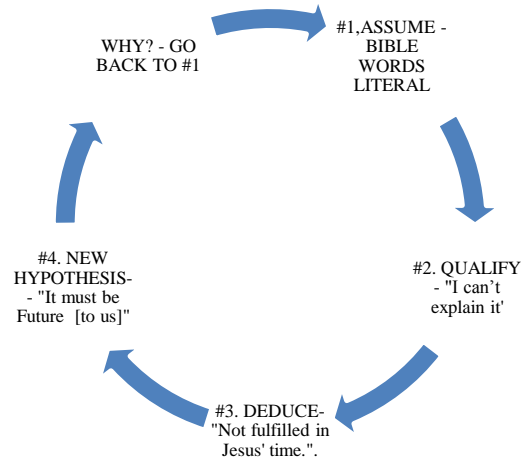 #1,ASSUME -
BIBLE
WORDS
LITERAL
#2. QUALIFY
- "I can’t
explain it'
#3. DEDUCE-
"Not fulfilled in
Jesus' time.".
#4. NEW
HYPOTHESIS-
- "It must be
Future [to us]"
WHY? - GO
BACK TO #1